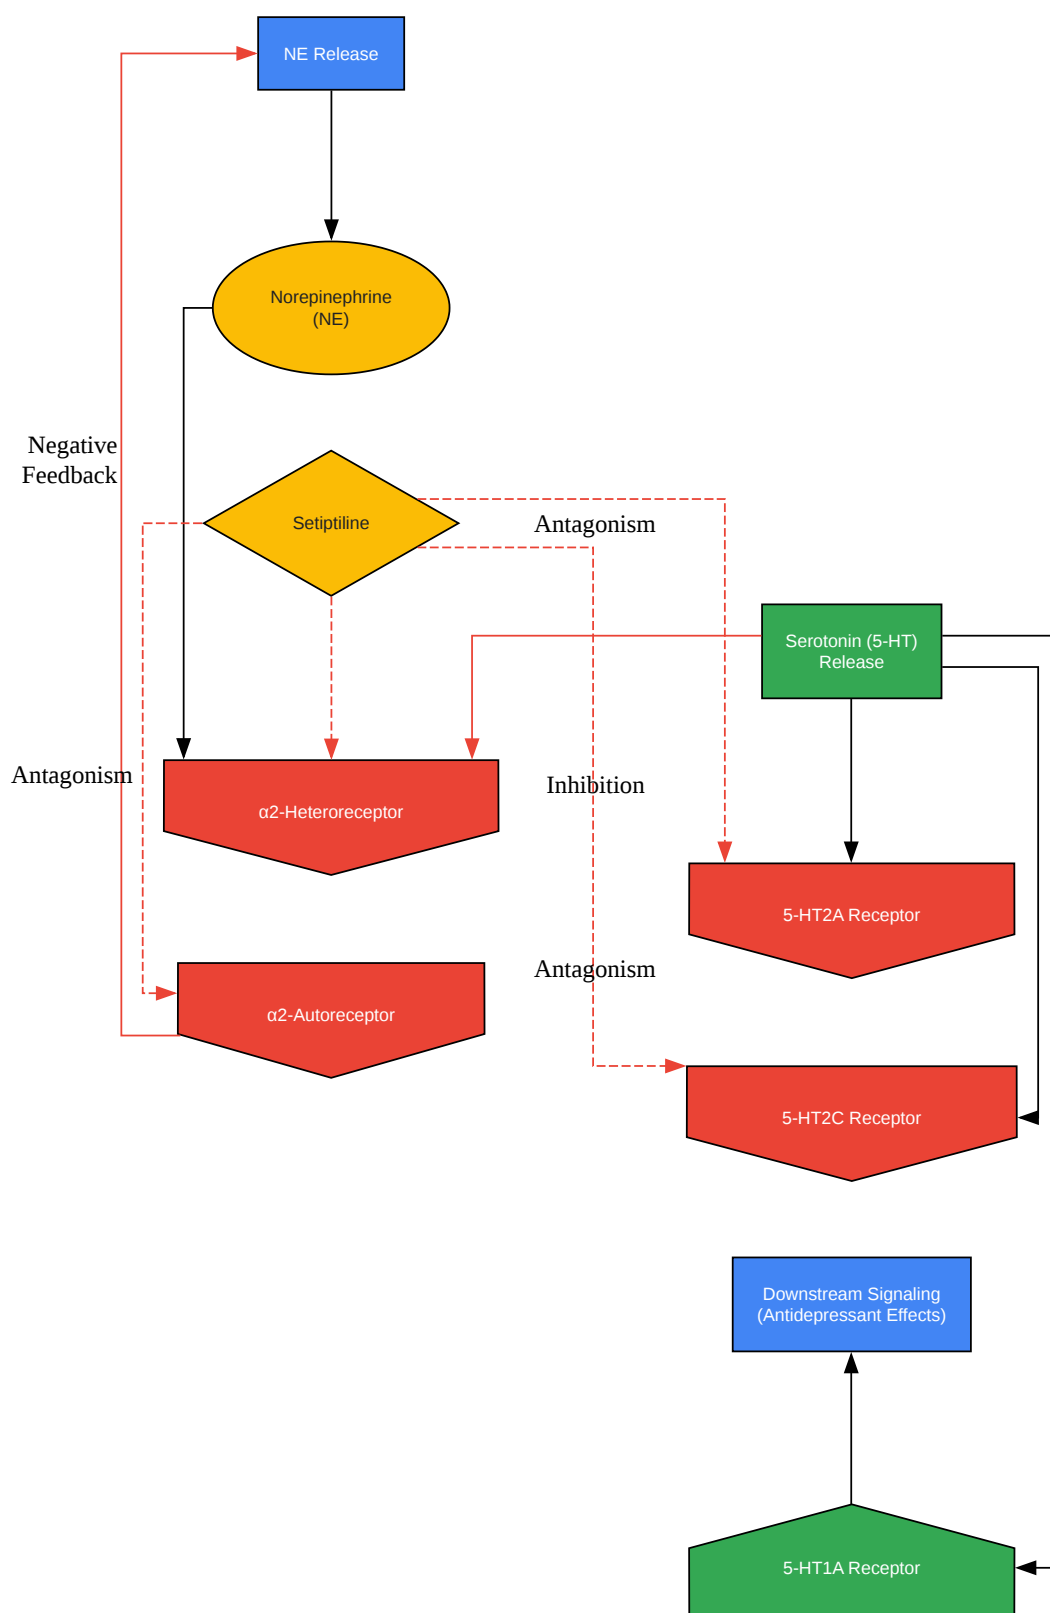 NE Release
Norepinephrine
(NE)
Negative
Feedback
Setiptiline
Antagonism
Serotonin (5-HT)
Release
Antagonism
Inhibition
α2-Heteroreceptor
5-HT2A Receptor
Antagonism
α2-Autoreceptor
5-HT2C Receptor
Downstream Signaling
(Antidepressant Effects)
5-HT1A Receptor